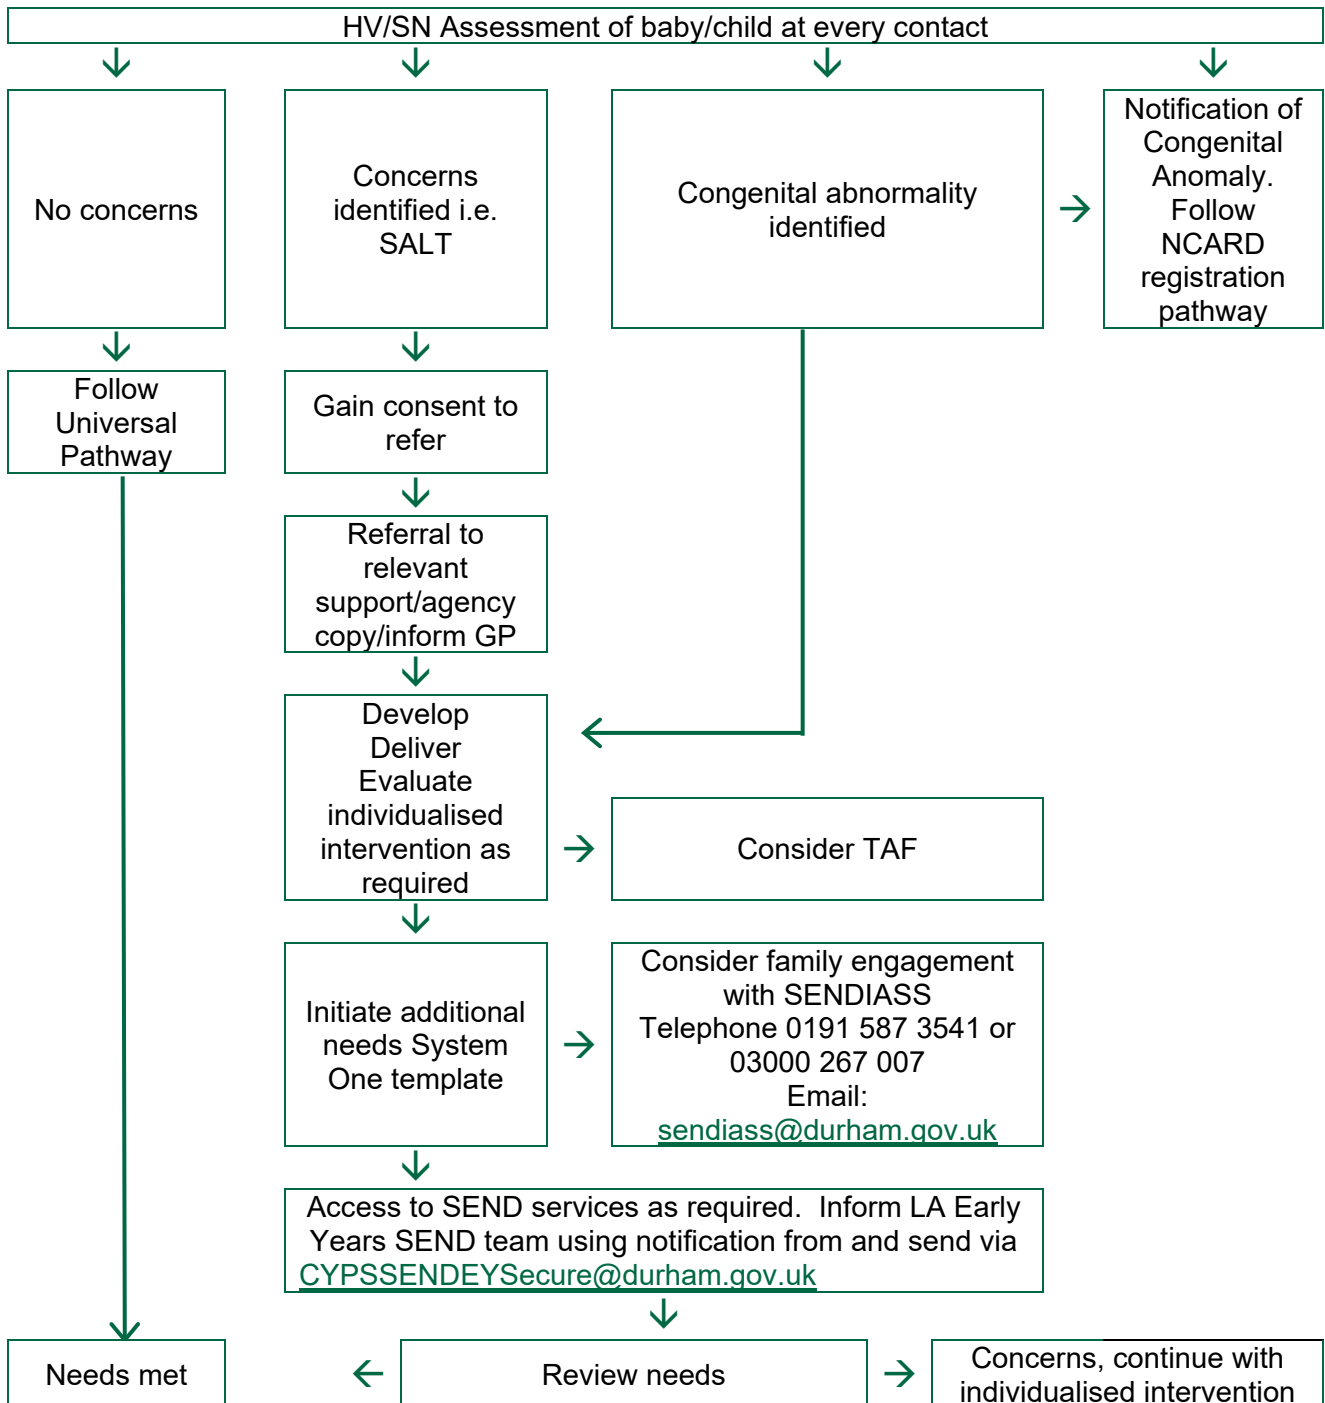 HV/SN Assessment of baby/child at every contact
No concerns
Concerns
identified i.e.
SALT
Congenital abnormality
identified
Notification of
Congenital
Anomaly.
Follow
NCARD
registration
pathway
Follow
Universal
Pathway
Gain consent to
refer
Referral to
relevant
support/agency
copy/inform GP
Develop
Deliver
Evaluate
individualised
intervention as
required
Consider TAF
Initiate additional
needs System
One template
Consider family engagement
with SENDIASS
Telephone 0191 587 3541 or
03000 267 007
Email:
sendiass@durham.gov.uk
Access to SEND services as required.  Inform LA Early
Years SEND team using notification from and send via
CYPSSENDEYSecure@durham.gov.uk
Needs met
Review needs
Concerns, continue with
individualised intervention